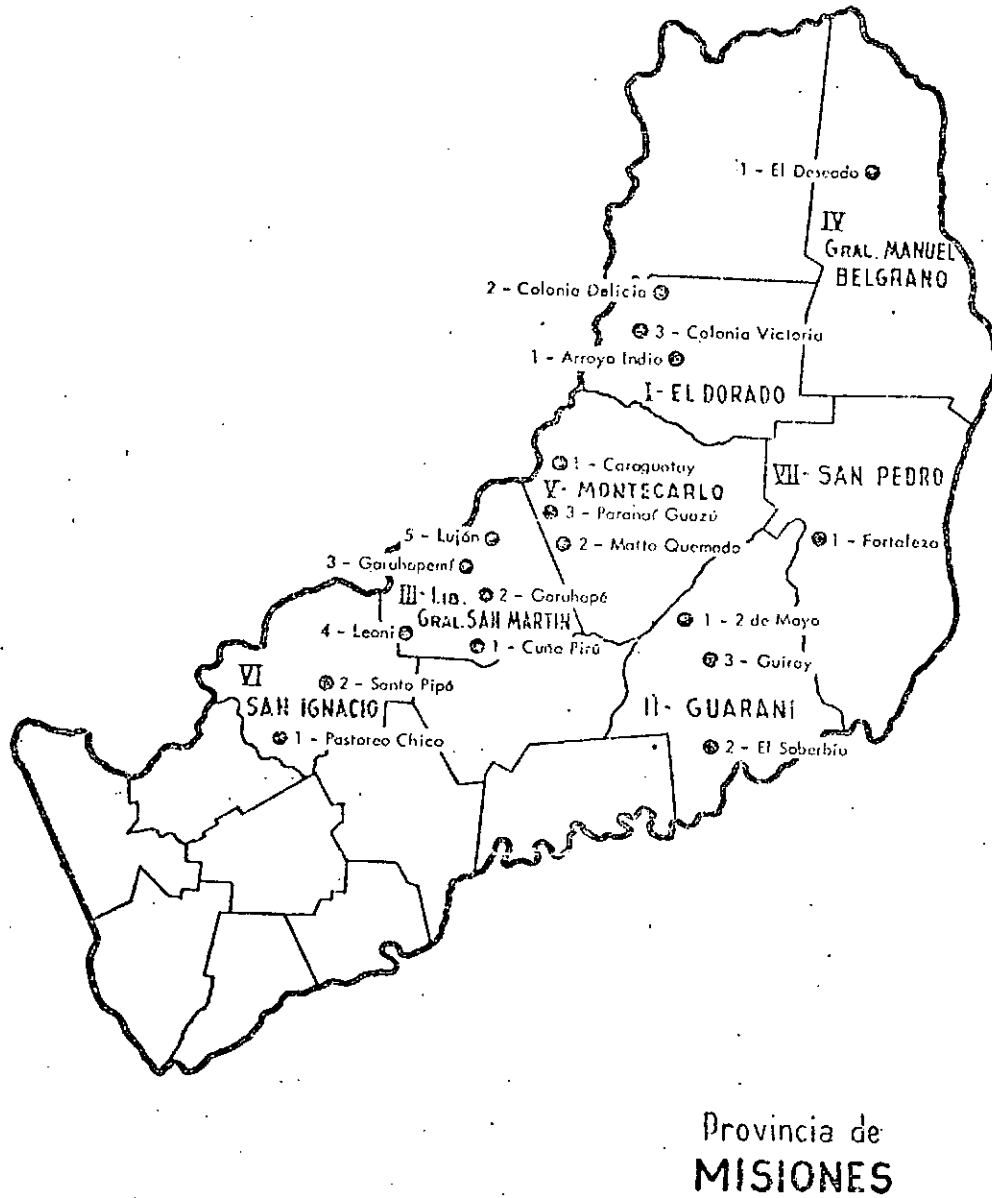 1 - El Deseado
IV
GRAL. MANUEL
BELGRANO
2 - Colonia Delicia
3 - Colonia Victoria
1 - Arroyo Indio
I - ELDORADO
1 - Caraguatay
V - MONTECARLO
VII - SAN PEDRO
3 - Paranaí Guazú
5 - Luján
2 - Matto Quemado
1 - Fortaleza
3 - Garuhapemí
III - LIB.
2 - Garuhapé
GRAL. SAN MARTIN
1 - 2 de Mayo
4 - Leoni
1 - Cuña Pirú
3 - Guiray
VI
2 - Santo Pipó
SAN IGNACIO
II - GUARANI
1 - Pastoreo Chico
2 - El Soberbio
Provincia de
MISIONES